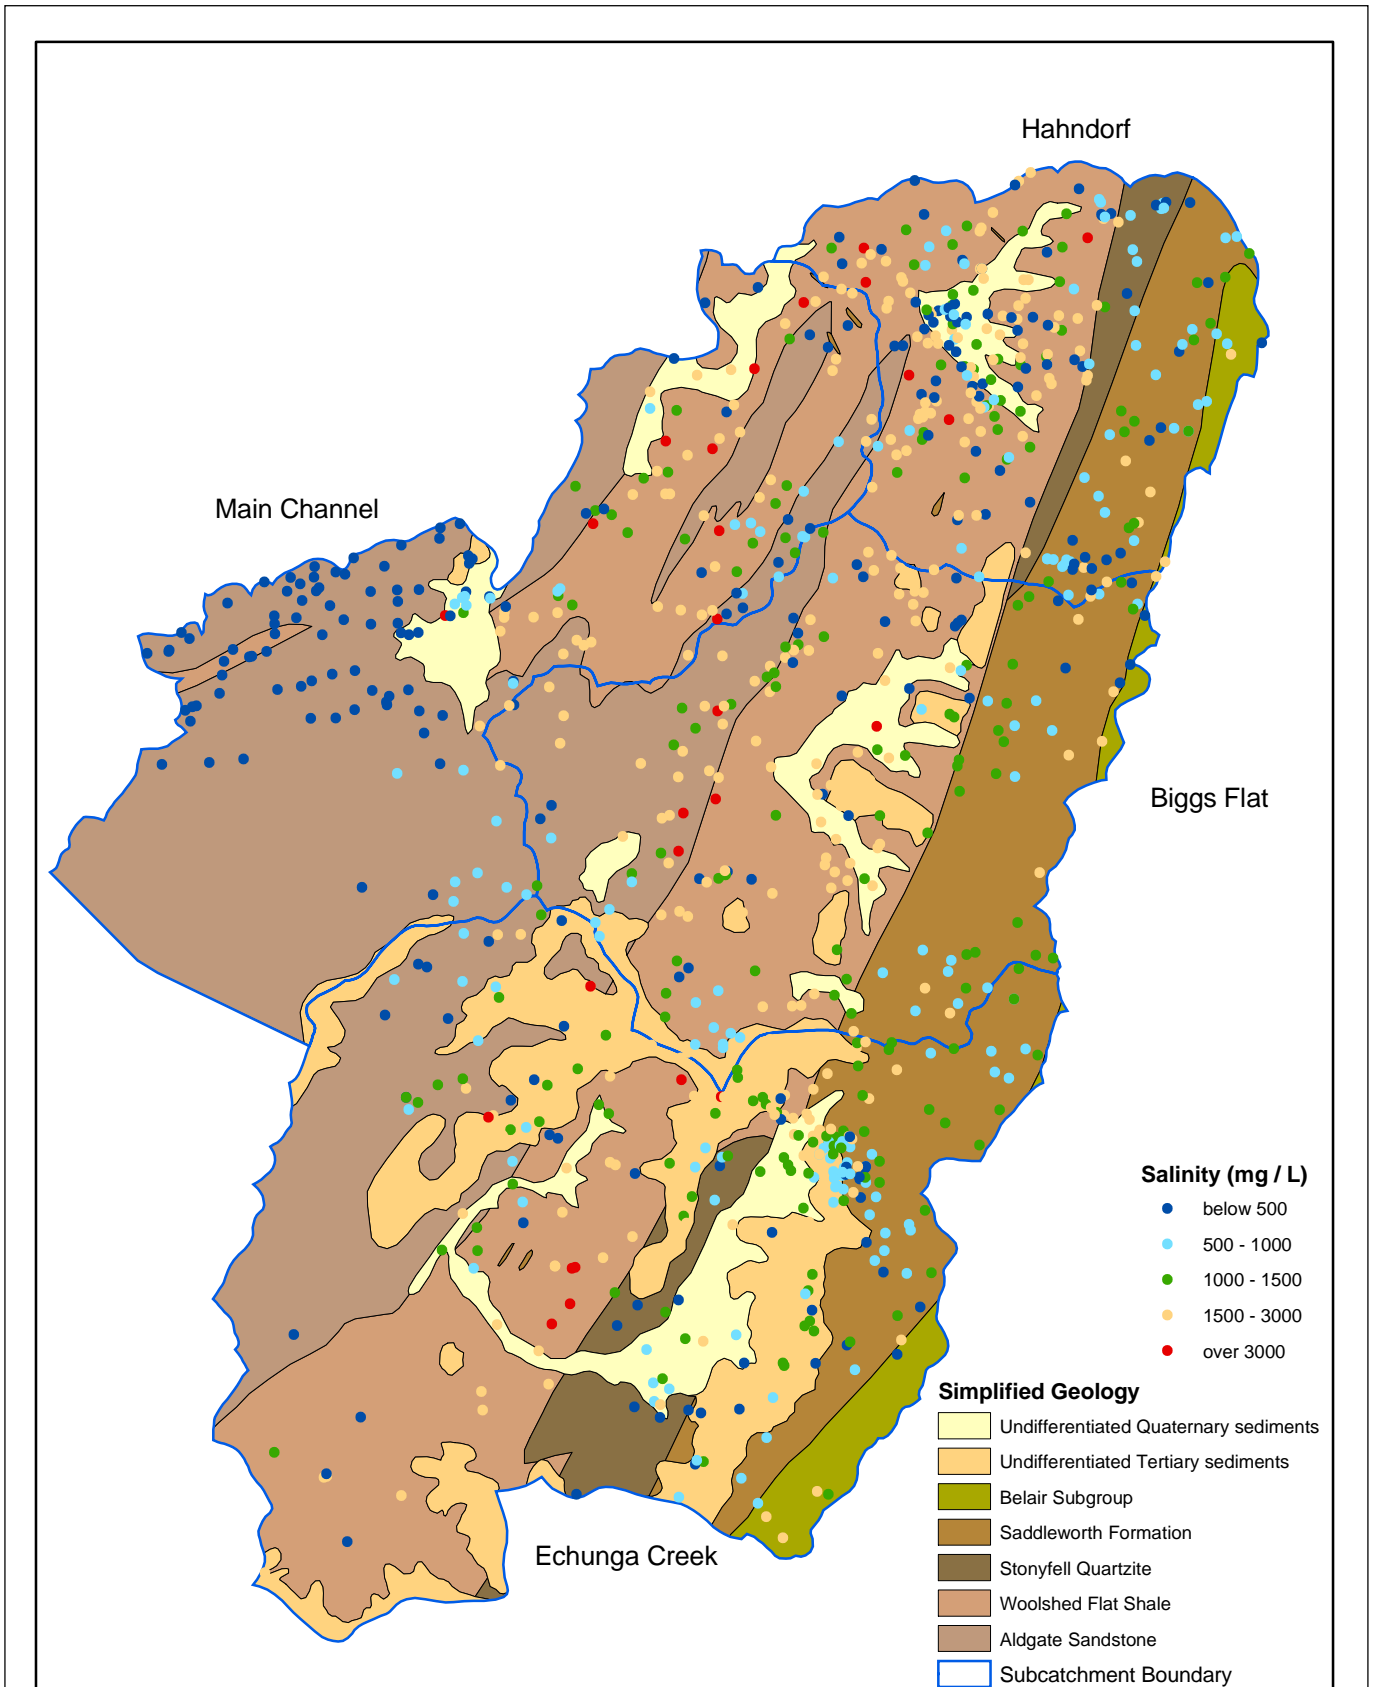 Hahndorf
Main Channel
Biggs Flat
Echunga Creek
Salinity (mg / L)
below 500
500 - 1000
1000 - 1500
1500 - 3000
over 3000
Simplified Geology
Undifferentiated Quaternary sediments
Undifferentiated Tertiary sediments
Belair Subgroup
Saddleworth Formation
Stonyfell Quartzite
Woolshed Flat Shale
Aldgate Sandstone
Subcatchment Boundary